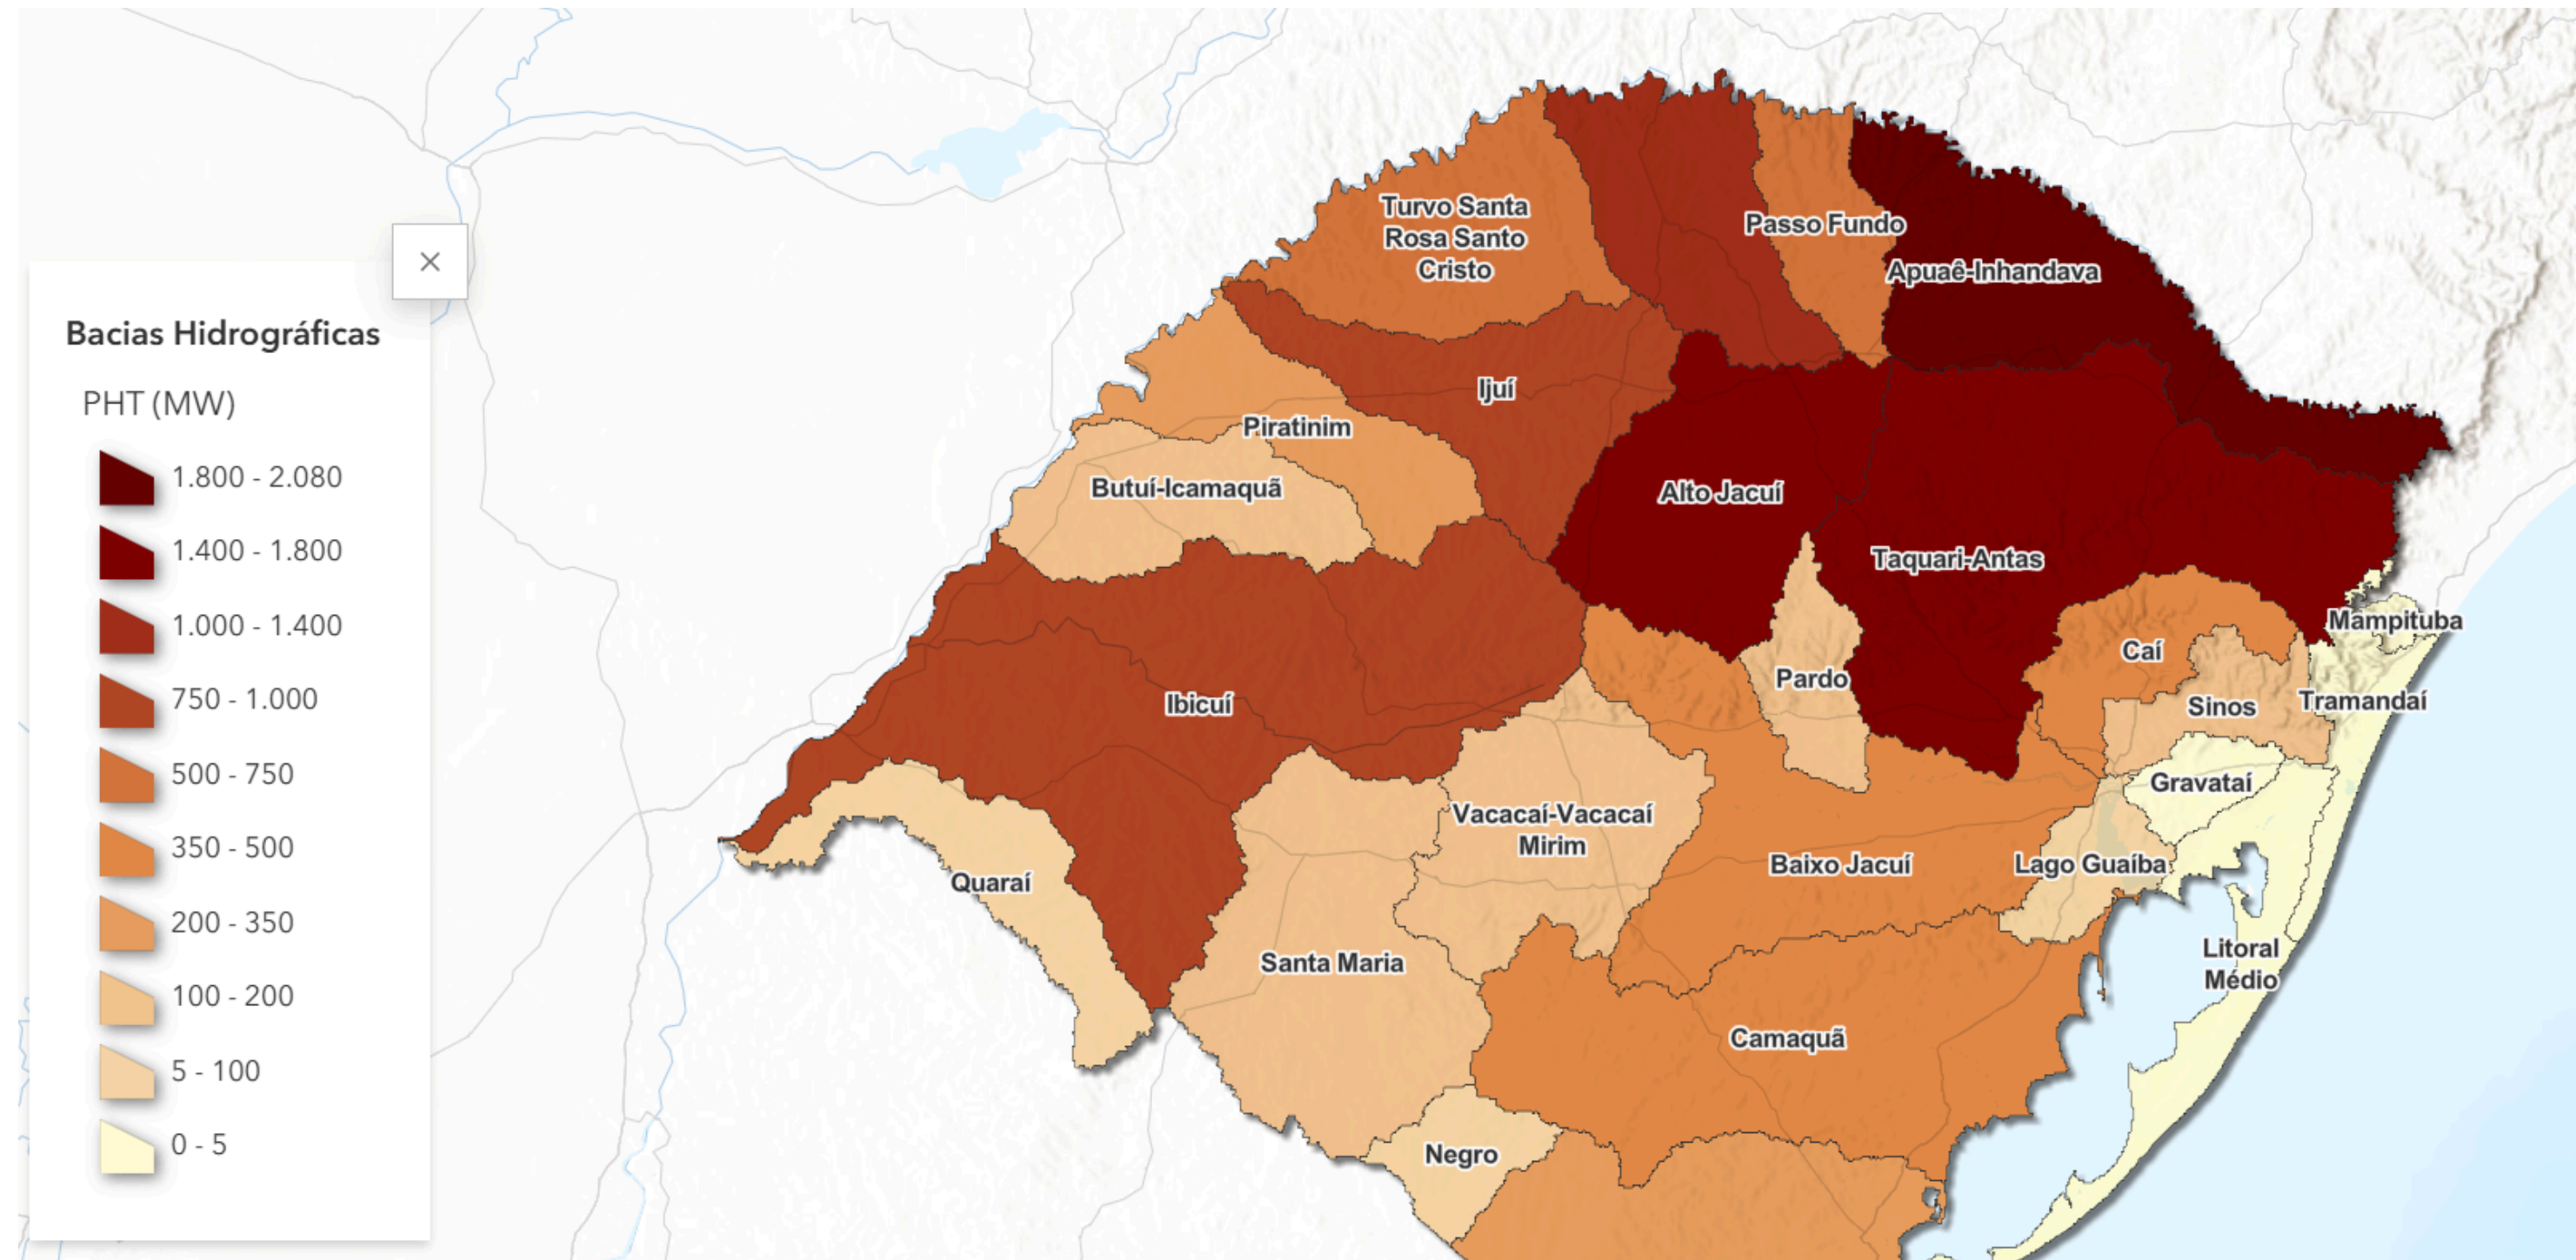 Bacias Hidrográficas
PHT (MW)
1.800 - 2.080
1.400 - 1.800
1.000 - 1.400
750 - 1.000
500 - 750
350 - 500
200 - 350
100 - 200
5 - 100
0 - 5
Turvo Santa
Rosa Santo
Cristo
Passo Fundo
Apuaê-Inhandava
Ijuí
Piratinim
Butuí-Icamaquã
Alto Jacuí
Taquari-Antas
Mampituba
Caí
Pardo
Ibicuí
Sinos
Tramandaí
Gravataí
Vacacaí-Vacacaí
Mirim
Baixo Jacuí
Lago Guaíba
Quaraí
Santa Maria
Litoral
Médio
Camaquã
Negro